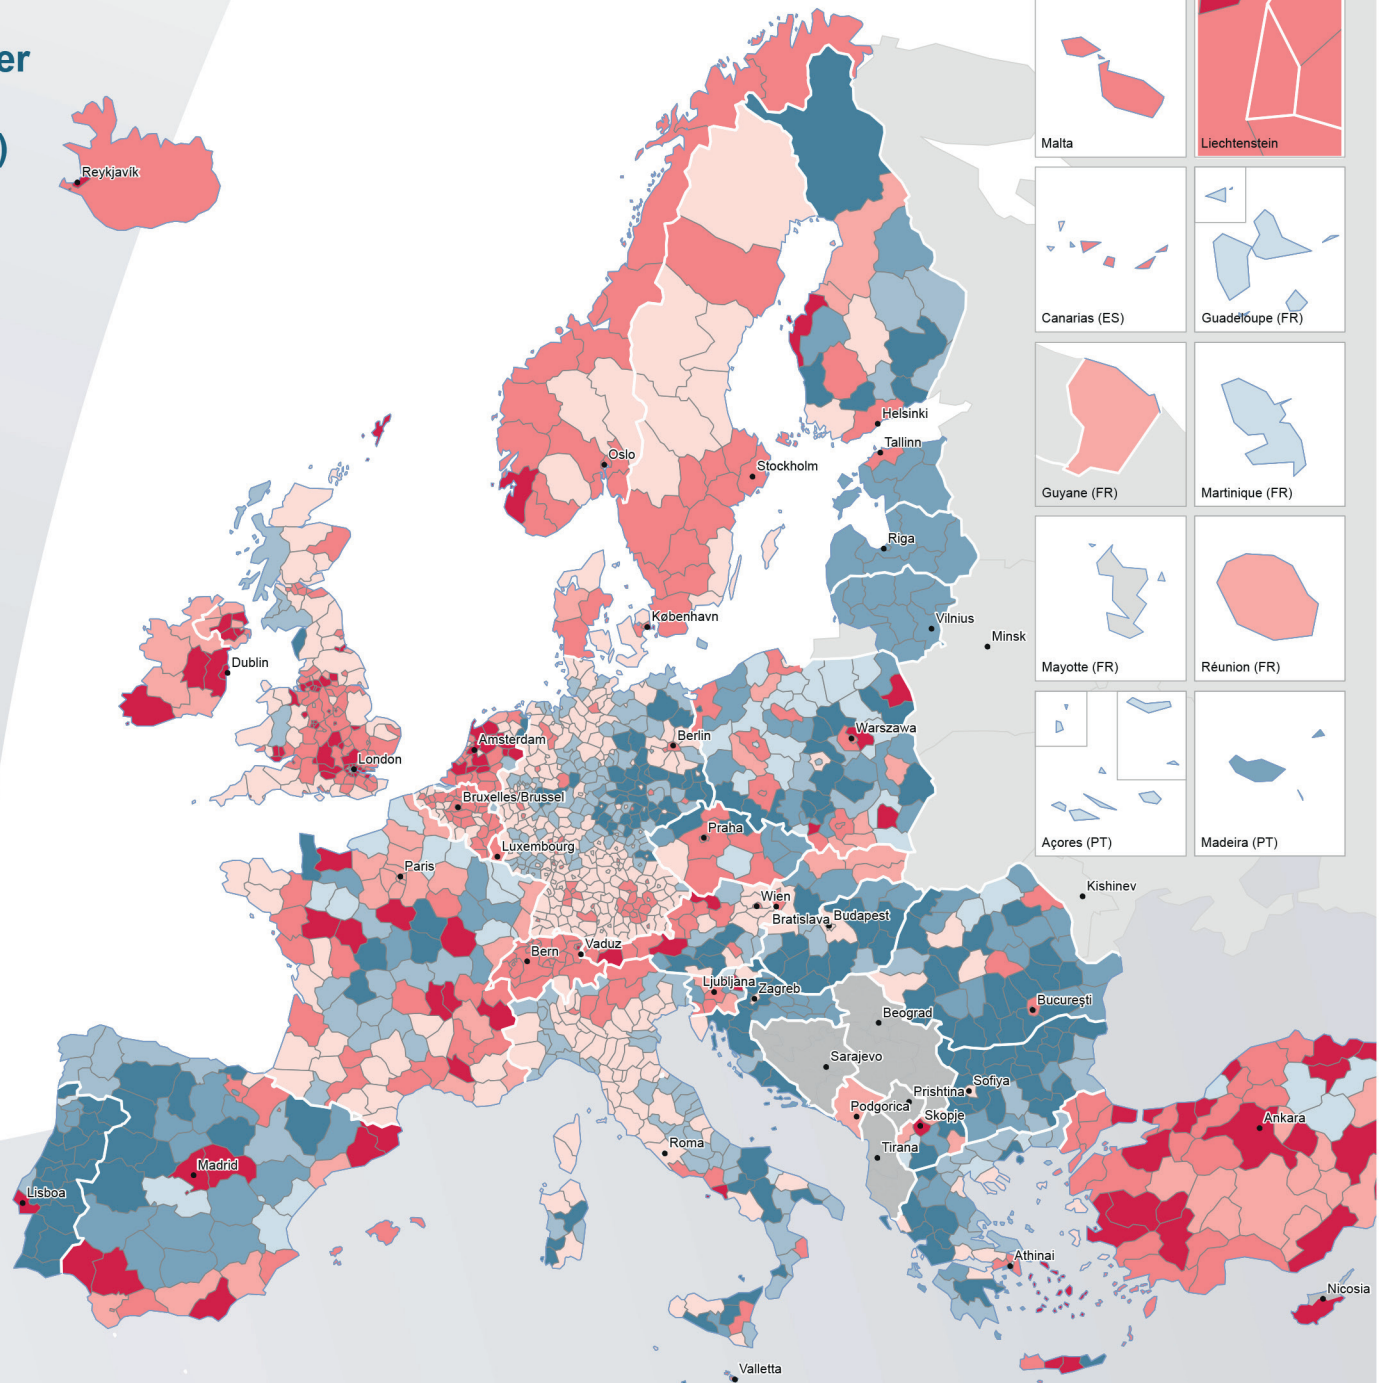 er
)
Malta
Liechtenstein
Canarias (ES)
Guadeloupe (FR)
Guyane (FR)
Martinique (FR)
Mayotte (FR)
Réunion (FR)
Açores (PT)
Madeira (PT)
Reykjavík
Helsinki
Tallinn
Oslo
Stockholm
Riga
København
Vilnius
Minsk
Dublin
Warszawa
Amsterdam
Berlin
London
Bruxelles/Brussel
Praha
Luxembourg
Paris
Kishinev
Wien
Bratislava
Budapest
Bern
Vaduz
Ljubljana
Zagreb
Bucureşti
Beograd
Sarajevo
Prishtina
Sofiya
Podgorica
Skopje
Ankara
Tirana
Roma
Madrid
Lisboa
Athinai
Nicosia
Valletta